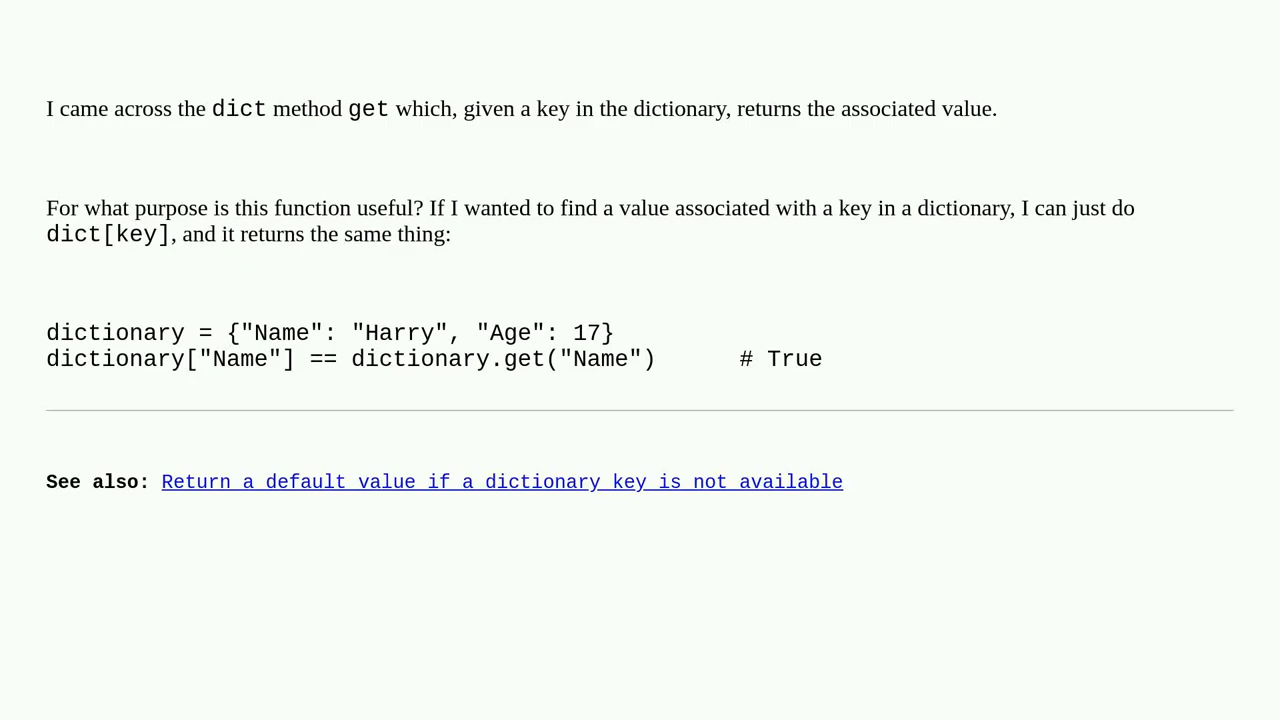 I came across the dict method get which, given a key in the dictionary, returns the associated value.
For what purpose is this function useful? If I wanted to find a value associated with a key in a dictionary, I can just do
dict[key], and it returns the same thing:
dictionary = {"Name": "Harry", "Age": 17}
dictionary["Name"] == dictionary.get("Name")      # True
See also: Return a default value if a dictionary key is not available